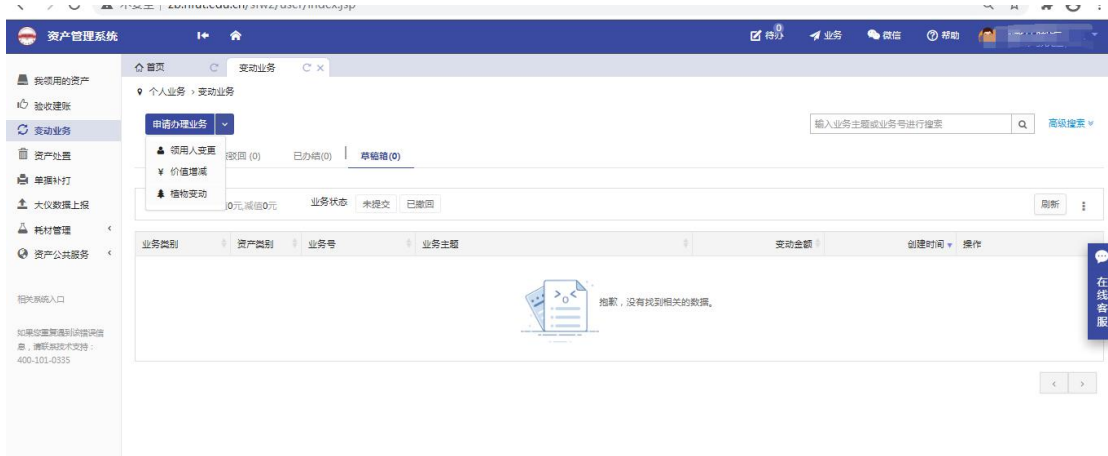 资产管理系统
待办
0
业务
微信
帮助
首页
变动业务
我领用的资产
验收建账
变动业务
资产处置
单据补打
大仪数据上报
耗材管理
资产公共服务
相关系统入口
如果您重复遇到该错误信
息，请联系技术支持：
400-101-0335
个人业务 > 变动业务
申请办理业务
输入业务主题或业务号进行搜索
高级搜索
领用人变更
价值增减
植物变动
驳回 (0)
已办结(0)
草稿箱(0)
0元,减值0元
业务状态
未提交
已撤回
刷新
业务类别
资产类别
业务号
业务主题
变动金额
创建时间
操作
抱歉，没有找到相关的数据。
在线客服